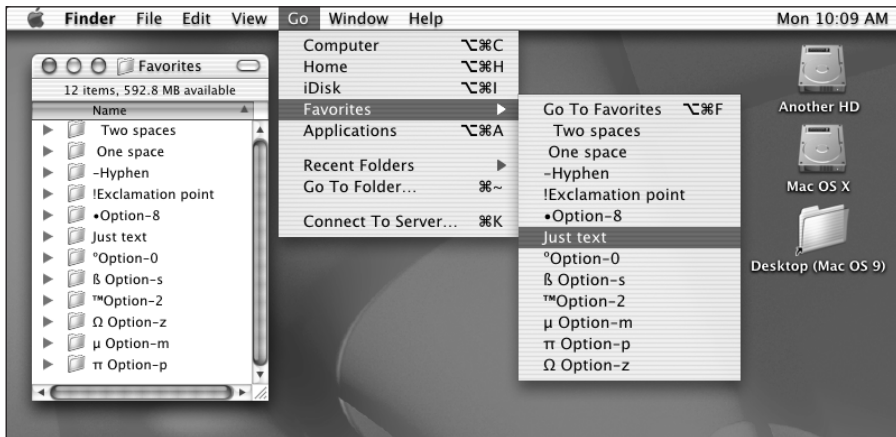 Finder File Edit View Go Window Help Mon 10:09 AM
Favorites
12 items, 592.8 MB available
Name
Two spaces
One space
-Hyphen
!Exclamation point
•Option-8
Just text
°Option-0
ß Option-s
™Option-2
Ω Option-z
µ Option-m
π Option-p
Computer ⌥⌘C
Home ⌥⌘H
iDisk ⌥⌘I
Favorites
Applications ⌥⌘A
Recent Folders
Go To Folder... ⌘~
Connect To Server... ⌘K
Go To Favorites ⌥⌘F
Two spaces
One space
-Hyphen
!Exclamation point
•Option-8
Just text
°Option-0
ß Option-s
™Option-2
µ Option-m
π Option-p
Ω Option-z
Another HD
Mac OS X
Desktop (Mac OS 9)